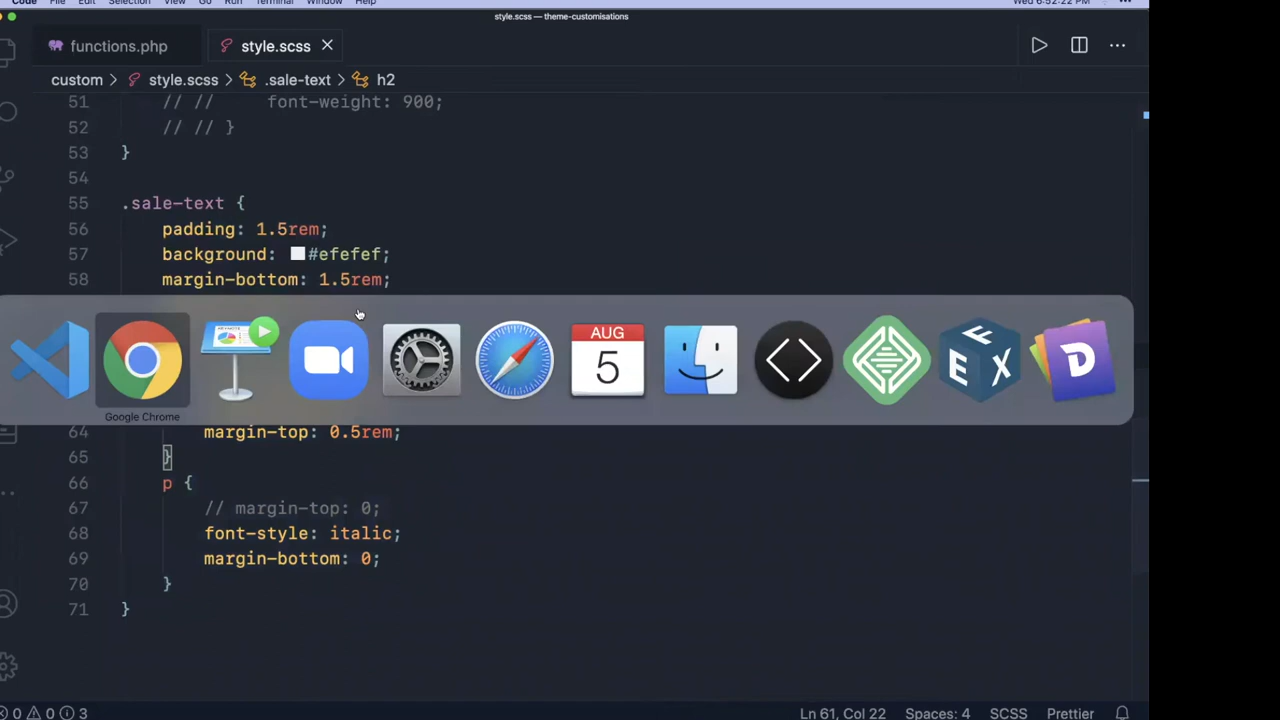 Code File Edit Selection View Go Run Terminal Window Help Wed 6:52:22 PM
style.scss — theme-customisations
functions.php style.scss
custom > style.scss > .sale-text > h2
51 // // font-weight: 900;
52 // // }
53 }
54
55 .sale-text {
56 padding: 1.5rem;
57 background: #efefef;
58 margin-bottom: 1.5rem;
AUG
5
F
E X
D
Google Chrome
64 margin-top: 0.5rem;
65 }
66 p {
67 // margin-top: 0;
68 font-style: italic;
69 margin-bottom: 0;
70 }
71 }
0 0 3 Ln 61, Col 22 Spaces: 4 SCSS Prettier